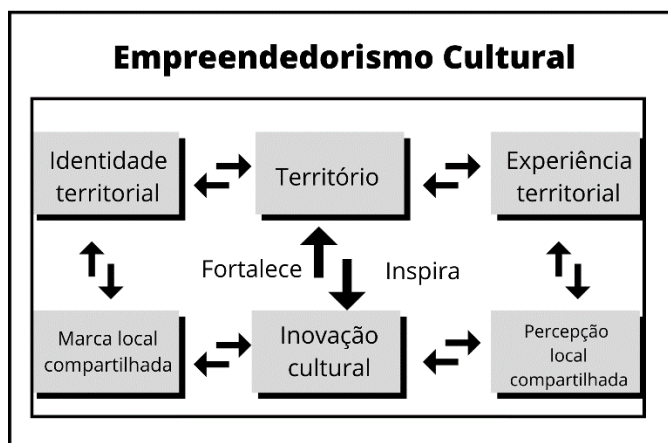 Empreendedorismo Cultural
Identidade
territorial
Território
Experiência
territorial
Fortalece
Inspira
Marca local
compartilhada
Inovação
cultural
Percepção
local
compartilhada